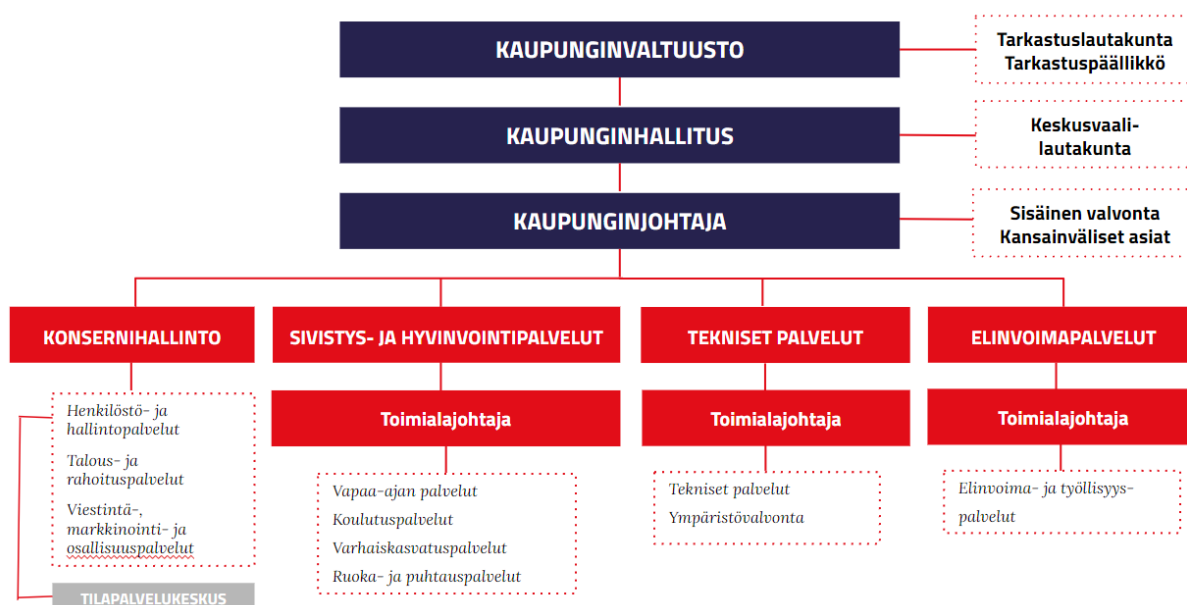 KAUPUNGINVALTUUSTO
Tarkastuslautakunta
Tarkastuspäällikkö
KAUPUNGINHALLITUS
Keskusvaali-
lautakunta
KAUPUNGINJOHTAJA
Sisäinen valvonta
Kansainväliset asiat
KONSERNIHALLINTO
Henkilöstö- ja
hallintopalvelut
Talous- ja
rahoituspalvelut
Viestintä-,
markkinointi- ja
osallisuuspalvelut
TILAPALVELUKESKUS
SIVISTYS- JA HYVINVOINTIPALVELUT
Toimialajohtaja
Vapaa-ajan palvelut
Koulutuspalvelut
Varhaiskasvatuspalvelut
Ruoka- ja puhtauspalvelut
TEKNISET PALVELUT
Toimialajohtaja
Tekniset palvelut
Ympäristövalvonta
ELINVOIMAPALVELUT
Toimialajohtaja
Elinvoima- ja työllisyys-
palvelut